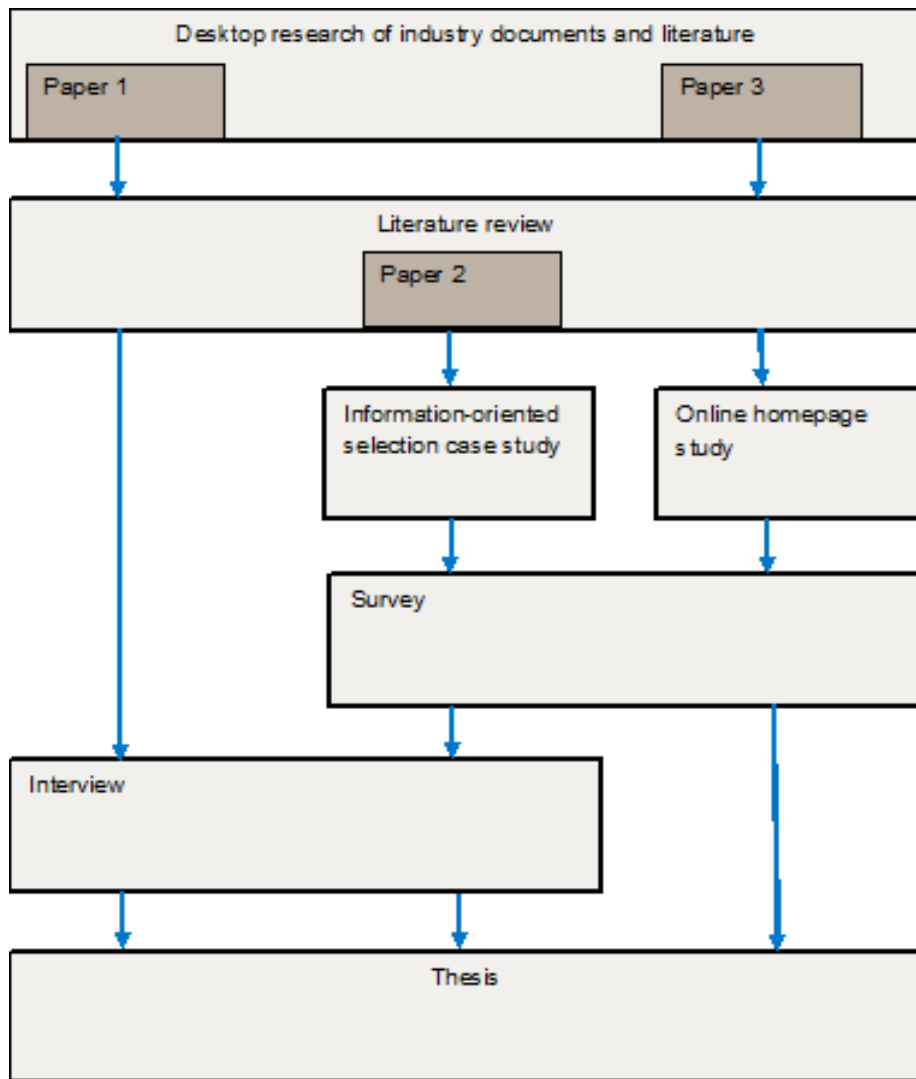 Desktop research of industry documents and literature
Paper 1
Paper 3
Literature review
Paper 2
Information-oriented
selection case study
Online homepage
study
Survey
Interview
Thesis